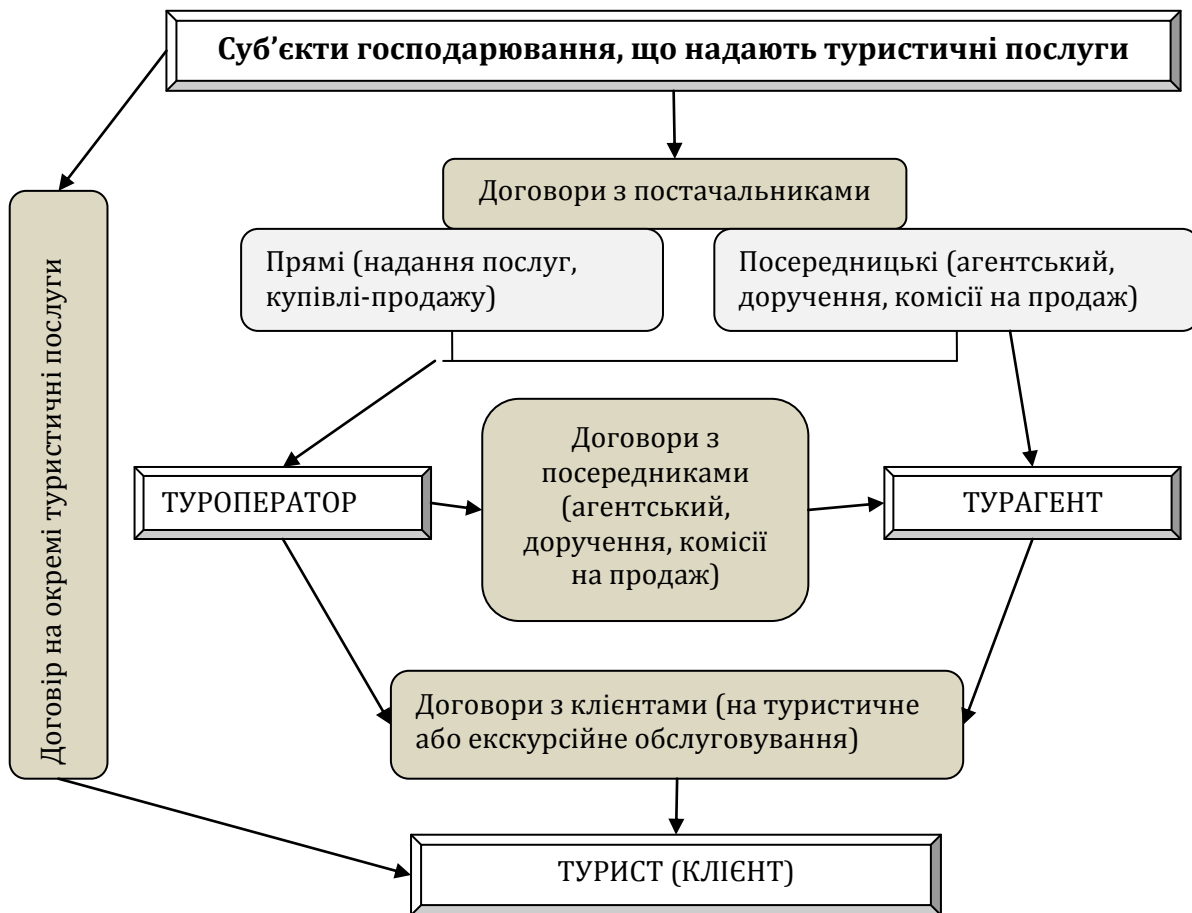 Суб’єкти господарювання, що надають туристичні послуги
Договір на окремі туристичні послуги
Договори з постачальниками
Прямі (надання послуг,
купівлі-продажу)
Посередницькі (агентський,
доручення, комісії на продаж)
ТУРОПЕРАТОР
Договори з
посередниками
(агентський,
доручення, комісії
на продаж)
ТУРАГЕНТ
Договори з клієнтами (на туристичне
або екскурсійне обслуговування)
ТУРИСТ (КЛІЄНТ)